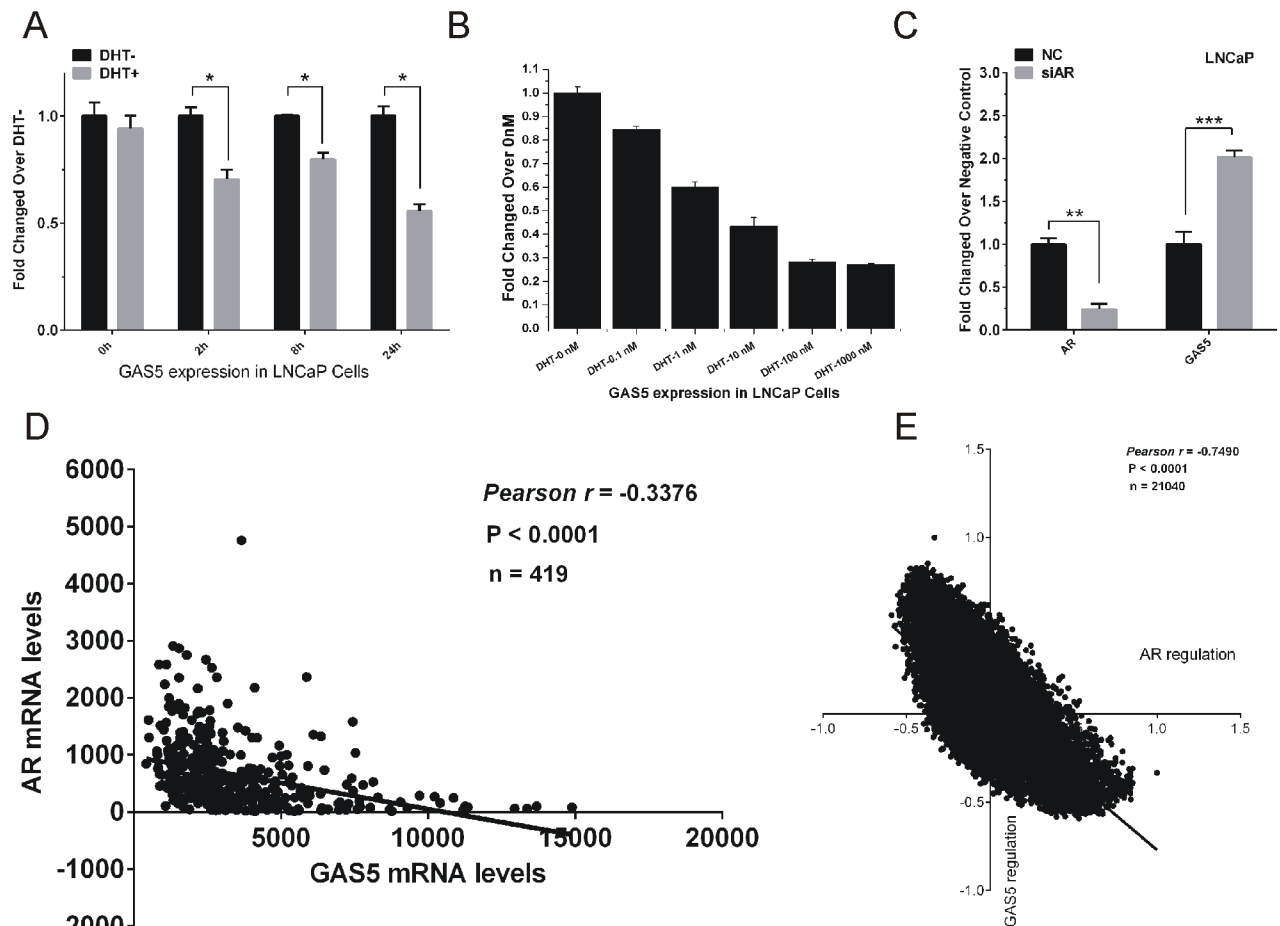 A
DHT-
DHT+
Fold Changed Over DHT-
1.0
0.5
0.0
*
*
*
0h
2h
8h
24h
GAS5 expression in LNCaP Cells
B
Fold Changed Over 0nM
1.1
1.0
0.9
0.8
0.7
0.6
0.5
0.4
0.3
0.2
0.1
0.0
DHT-0 nM
DHT-0.1 nM
DHT-1 nM
DHT-10 nM
DHT-100 nM
DHT-1000 nM
GAS5 expression in LNCaP Cells
C
NC
siAR
LNCaP
Fold Changed Over Negative Control
3.0
2.5
2.0
1.5
1.0
0.5
0.0
**
***
AR
GAS5
D
AR mRNA levels
6000
5000
4000
3000
2000
1000
0
-1000
2000
Pearson r = -0.3376
P < 0.0001
n = 419
5000
10000
15000
20000
GAS5 mRNA levels
E
1.5
1.0
-0.5
-1.0
Pearson r = -0.7490
P < 0.0001
n = 21040
AR regulation
-1.0
-0.5
1.0
1.5
GAS5 regulation